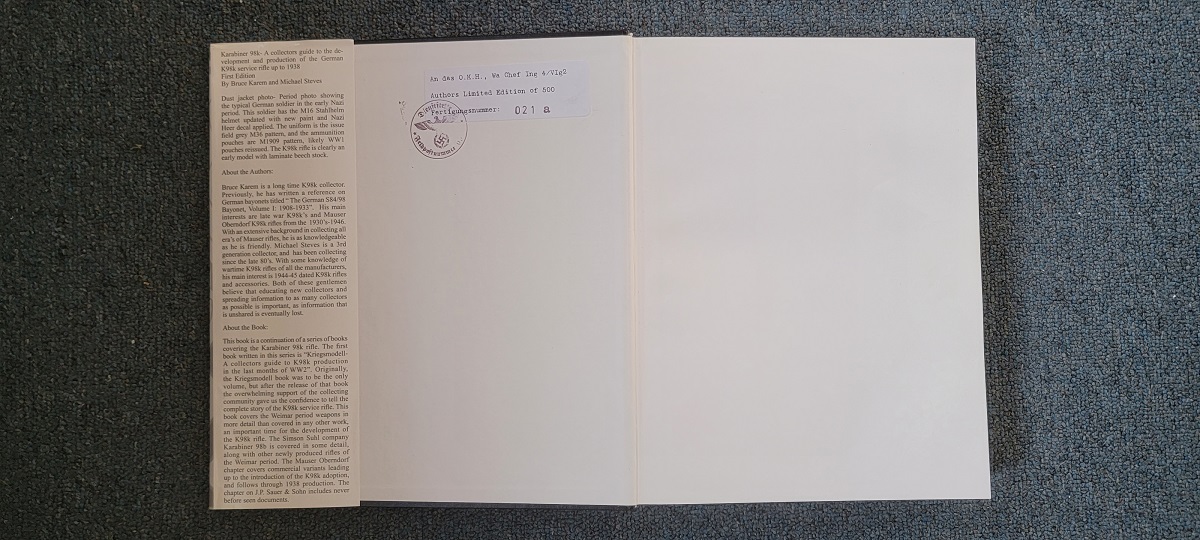 Karabiner 98k- A collectors guide to the de-
velopment and production of the German
K98k service rifle up to 1938
First Edition
By Bruce Karem and Michael Steves
Dust jacket photo- Period photo showing
the typical German soldier in the early Nazi
period. This soldier has the M16 Stahlhelm
helmet updated with new paint and Nazi
Heer decal applied. The uniform is the issue
field grey M36 pattern, and the ammunition
pouches are M1909 pattern, likely WW1
pouches reissued. The K98k rifle is clearly an
early model with laminate beech stock.
About the Authors:
Bruce Karem is a long time K98k collector.
Previously, he has written a reference on
German bayonets titled " The German S84/98
Bayonet, Volume I: 1908-1933". His main
interests are late war K98k's and Mauser
Oberndorf K98k rifles from the 1930's-1946.
With an extensive background in collecting all
era's of Mauser rifles, he is as knowledgeable
as he is friendly. Michael Steves is a 3rd
generation collector, and has been collecting
since the late 80's. With some knowledge of
wartime K98k rifles of all the manufacturers,
his main interest is 1944-45 dated K98k rifles
and accessories. Both of these gentlemen
believe that educating new collectors and
spreading information to as many collectors
as possible is important, as information that
is unshared is eventually lost.
About the Book:
This book is a continuation of a series of books
covering the Karabiner 98k rifle. The first
book written in this series is "Kriegsmodell-
A collectors guide to K98k production
in the last months of WW2". Originally,
the Kriegsmodell book was to be the only
volume, but after the release of that book
the overwhelming support of the collecting
community gave us the confidence to tell the
complete story of the K98k service rifle. This
book covers the Weimar period weapons in
more detail than covered in any other work,
an important time for the development of
the K98k rifle. The Simson Suhl company
Karabiner 98b is covered in some detail,
along with other newly produced rifles of
the Weimar period. The Mauser Oberndorf
chapter covers commercial variants leading
up to the introduction of the K98k adoption,
and follows through 1938 production. The
chapter on J.P. Sauer & Sohn includes never
before seen documents.
An das O.K.H., Wa Chef Ing 4/VIg2
Authors Limited Edition of 500
Fertigungsnummer: 021 a